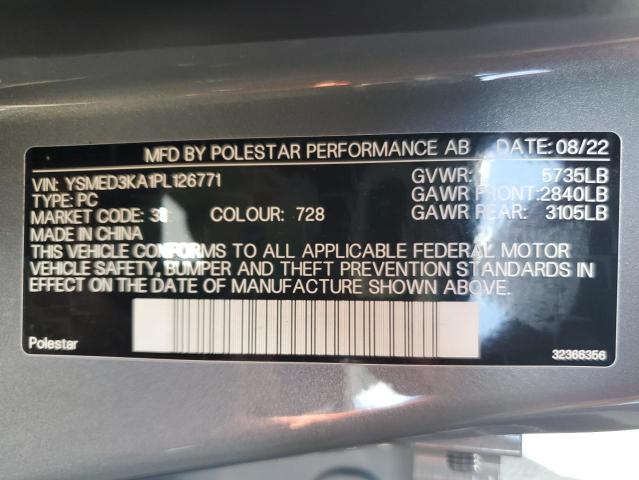 MFD BY POLESTAR PERFORMANCE AB DATE: 08/22
VIN: YSMED3KA1PL126771 GVWR: 5735LB
TYPE: PC GAWR FRONT:2840LB
MARKET CODE: COLOUR: 728 GAWR REAR: 3105LB
MADE IN CHINA
THIS VEHICLE CONFORMS TO ALL APPLICABLE FEDERAL MOTOR
VEHICLE SAFETY, BUMPER AND THEFT PREVENTION STANDARDS IN
EFFECT ON THE DATE OF MANUFACTURE SHOWN ABOVE.
Polestar 32366356